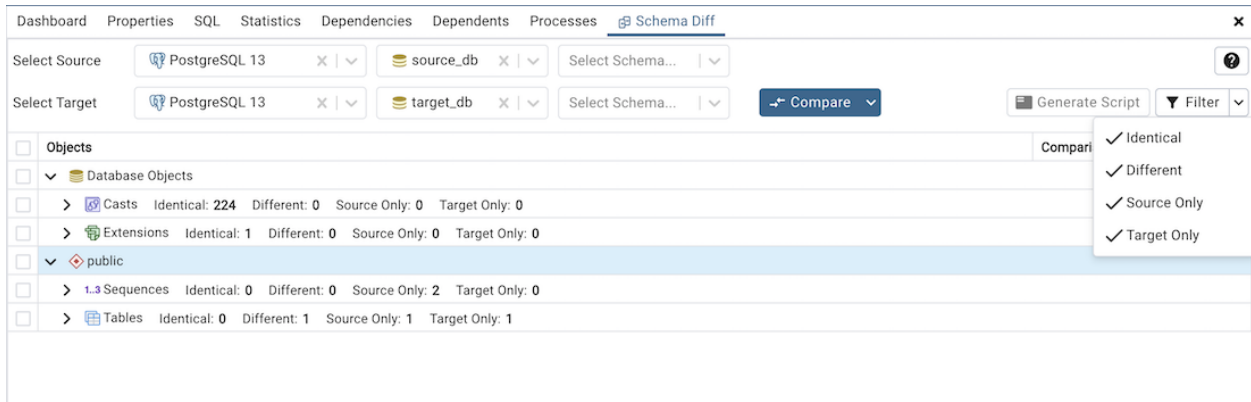 Dashboard Properties SQL Statistics Dependencies Dependents Processes Schema Diff
Select Source PostgreSQL 13 source_db Select Schema...
Select Target PostgreSQL 13 target_db Select Schema... Compare Generate Script Filter
Identical
Different
Source Only
Target Only
Objects Compari
Database Objects
Casts Identical: 224 Different: 0 Source Only: 0 Target Only: 0
Extensions Identical: 1 Different: 0 Source Only: 0 Target Only: 0
public
1..3 Sequences Identical: 0 Different: 0 Source Only: 2 Target Only: 0
Tables Identical: 0 Different: 1 Source Only: 1 Target Only: 1